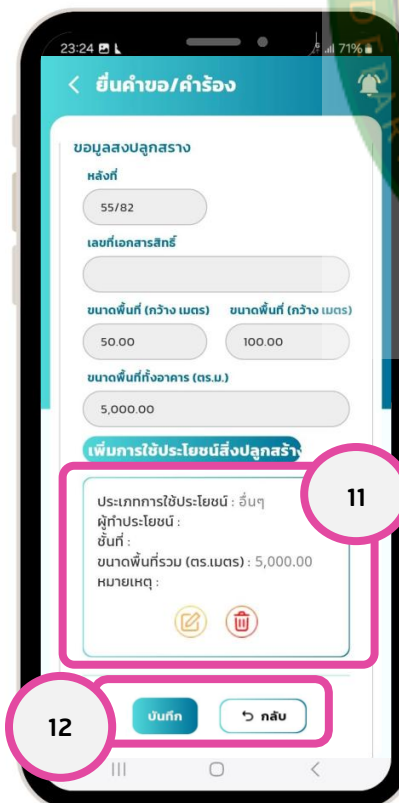 23:24
71%
ยื่นคำขอ/คำร้อง
ขอมูลสงปลูกสราง
หลังที่
55/82
เลขที่เอกสารสิทธิ์
ขนาดพื้นที่ (กว้าง เมตร) ขนาดพื้นที่ (กว้าง เมตร)
50.00 100.00
ขนาดพื้นที่ทั้งอาคาร (ตร.ม.)
5,000.00
เพิ่มการใช้ประโยชน์สิ่งปลูกสร้าง
11
ประเภทการใช้ประโยชน์ : อื่นๆ
ผู้ทำประโยชน์ :
ชั้นที่ :
ขนาดพื้นที่รวม (ตร.เมตร) : 5,000.00
หมายเหตุ :
12
บันทึก กลับ